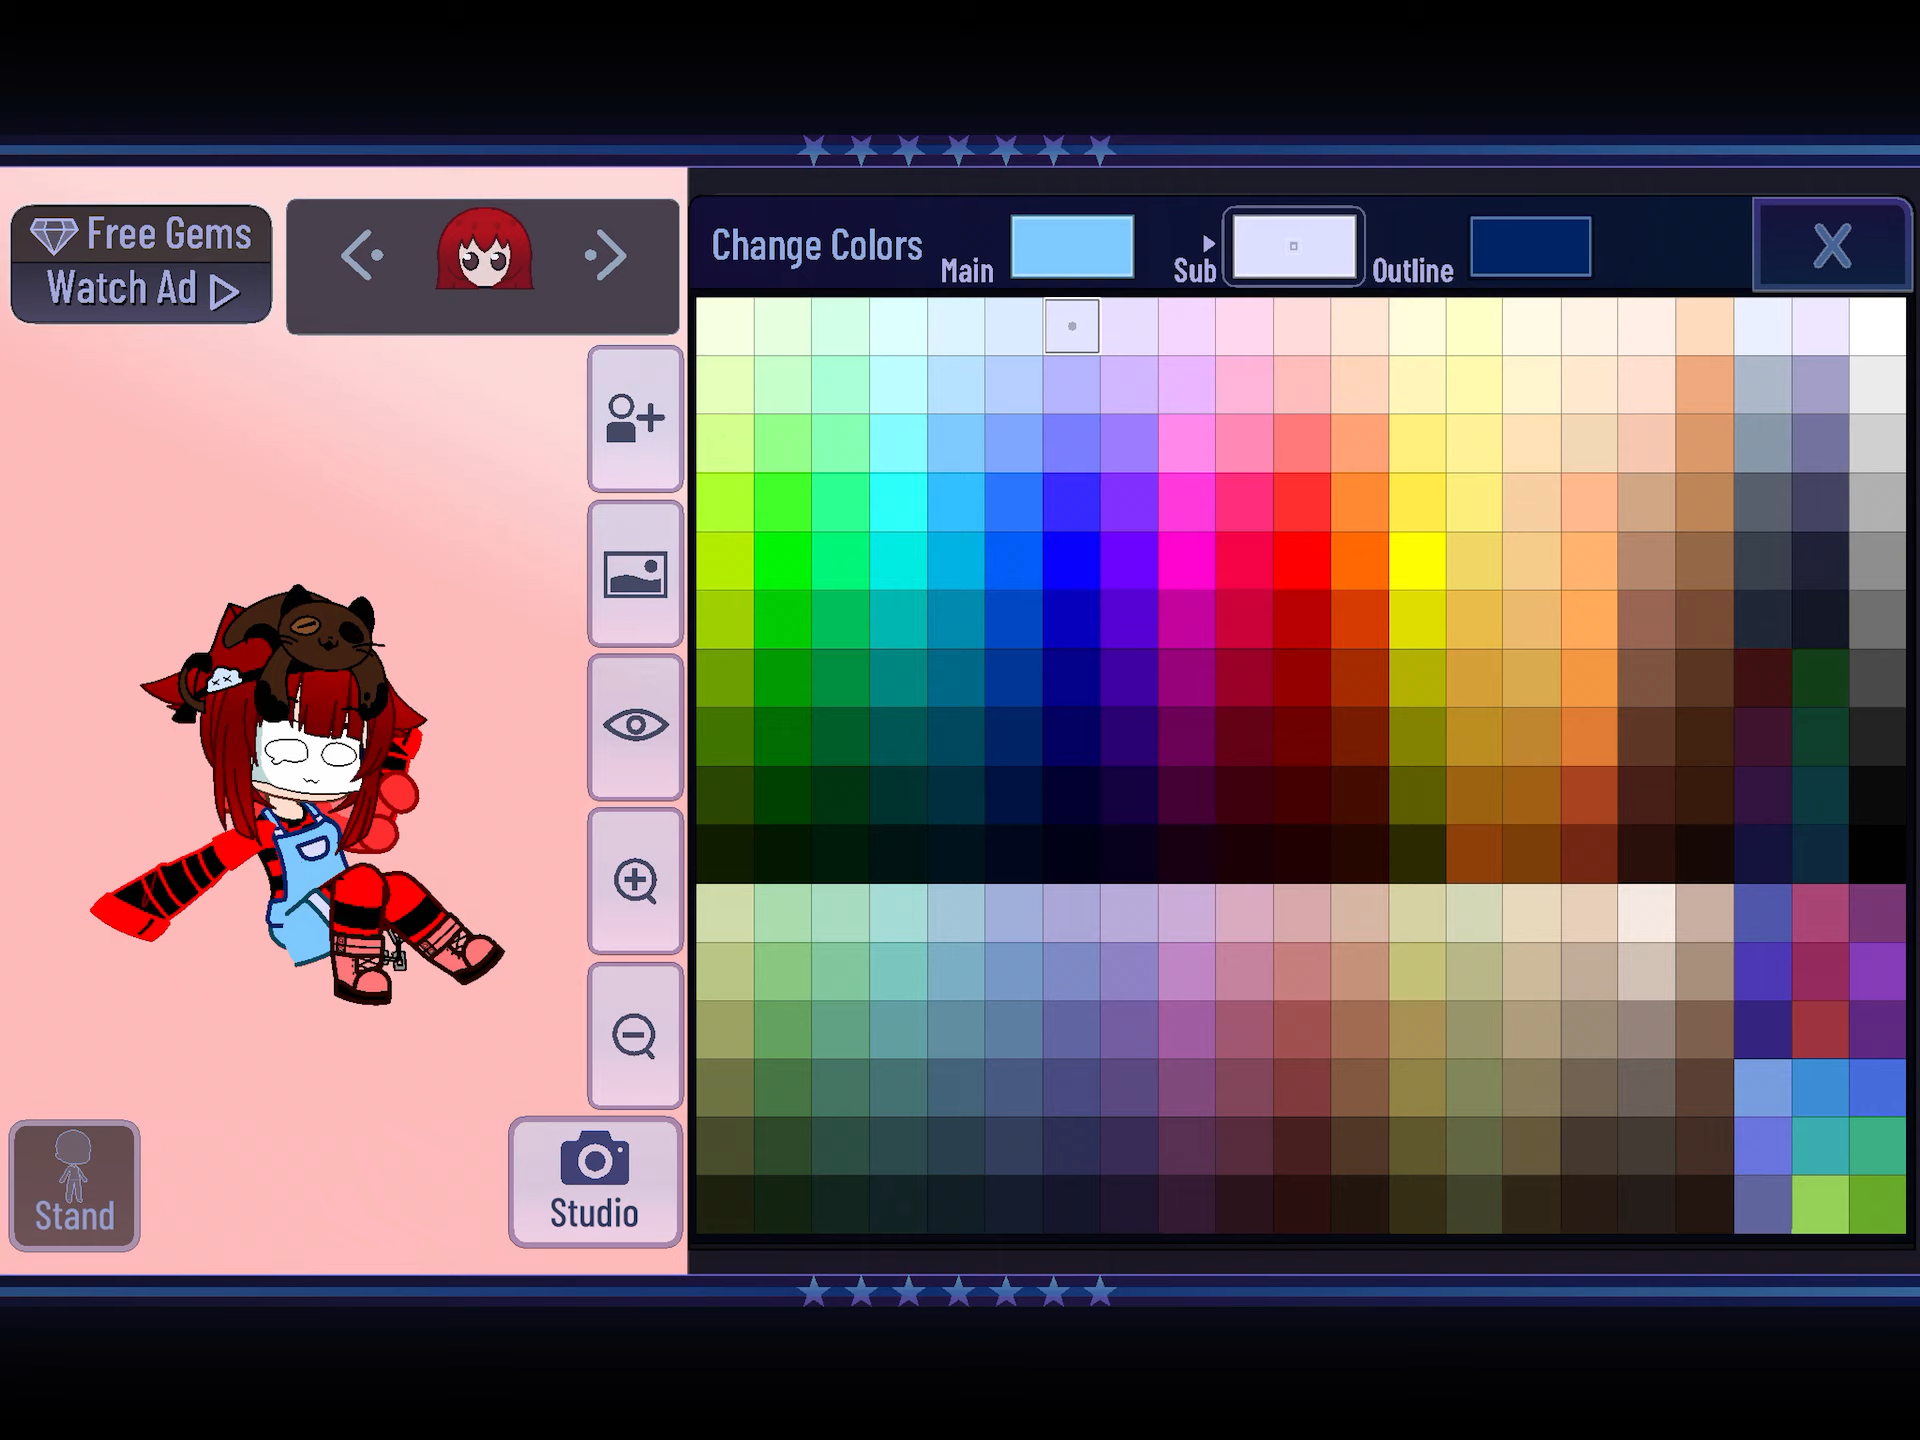 Free Gems
Watch Ad
Change Colors
Main
Sub
Outline
X
Stand
Studio